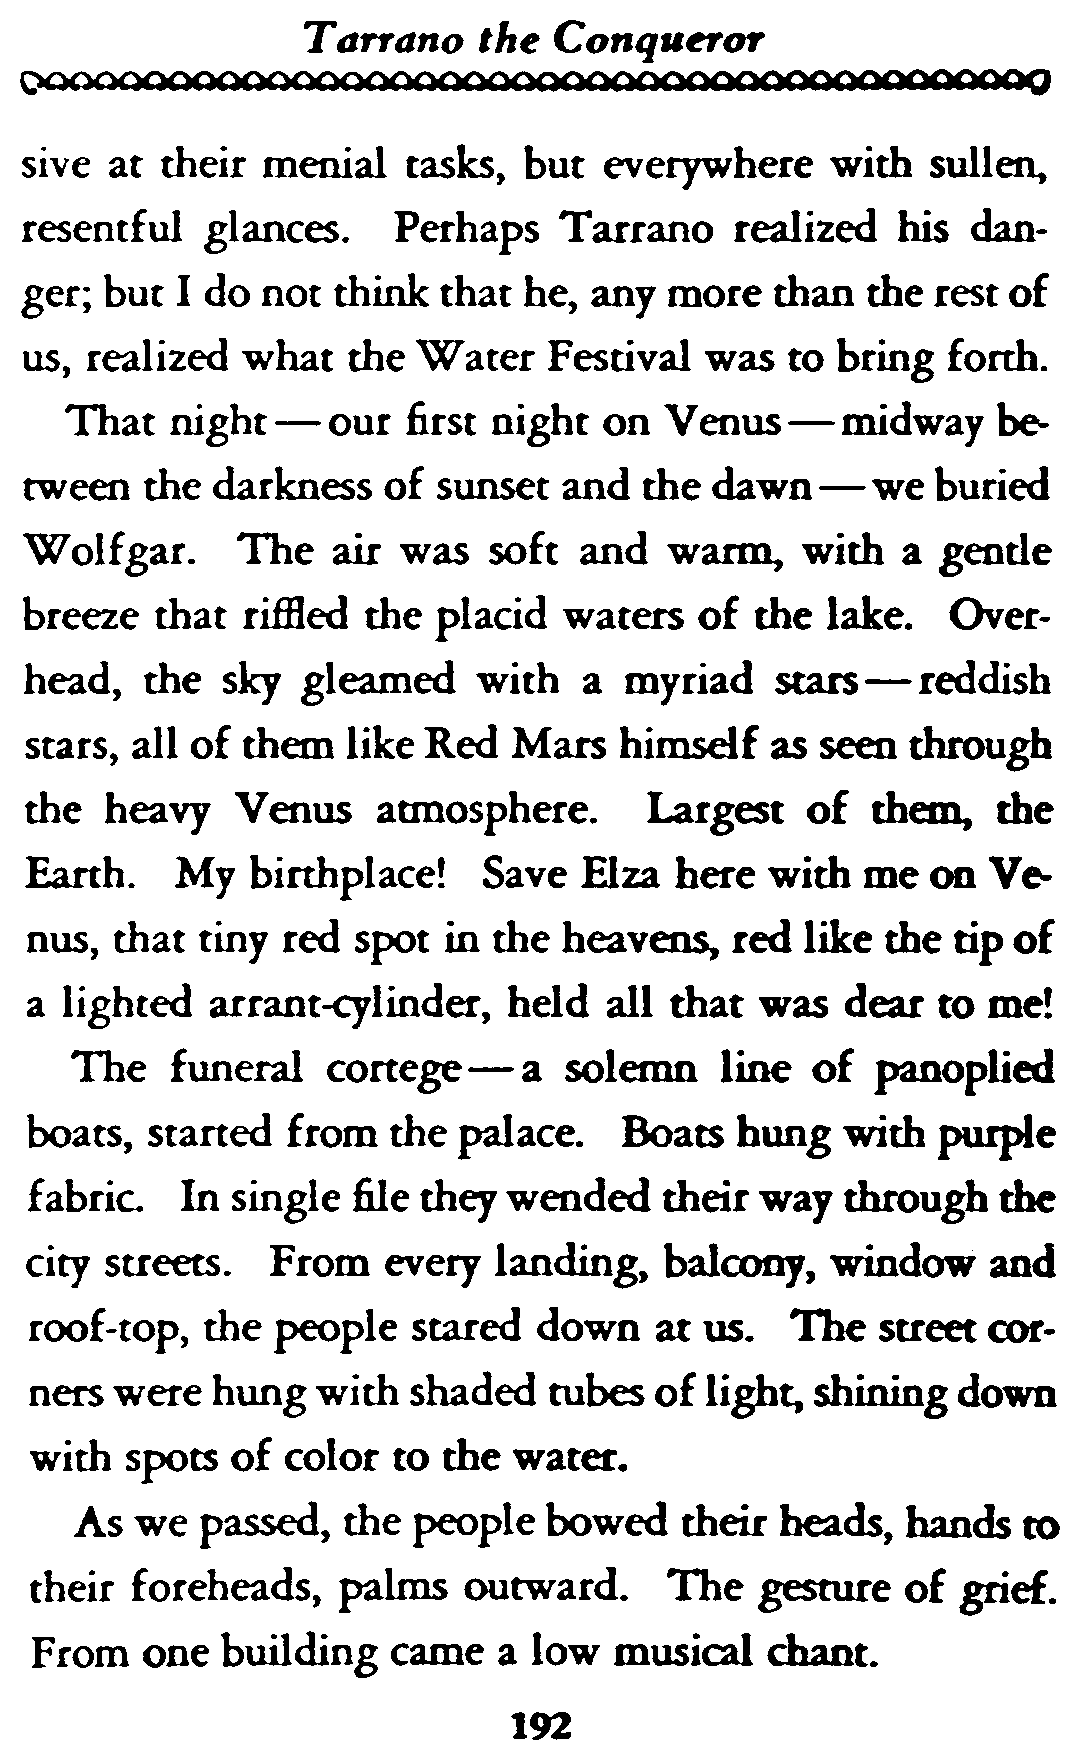 Tarrano the Conqueror
sive at their menial tasks, but everywhere with sullen,
resentful glances. Perhaps Tarrano realized his dan-
ger; but I do not think that he, any more than the rest of
us, realized what the Water Festival was to bring forth.
That night—our first night on Venus—midway be-
tween the darkness of sunset and the dawn—we buried
Wolfgar. The air was soft and warm, with a gentle
breeze that riffled the placid waters of the lake. Over-
head, the sky gleamed with a myriad stars—reddish
stars, all of them like Red Mars himself as seen through
the heavy Venus atmosphere. Largest of them, the
Earth. My birthplace! Save Elza here with me on Ve-
nus, that tiny red spot in the heavens, red like the tip of
a lighted arrant-cylinder, held all that was dear to me!
The funeral cortege—a solemn line of panoplied
boats, started from the palace. Boats hung with purple
fabric. In single file they wended their way through the
city streets. From every landing, balcony, window and
roof-top, the people stared down at us. The street cor-
ners were hung with shaded tubes of light, shining down
with spots of color to the water.
As we passed, the people bowed their heads, hands to
their foreheads, palms outward. The gesture of grief.
From one building came a low musical chant.
192